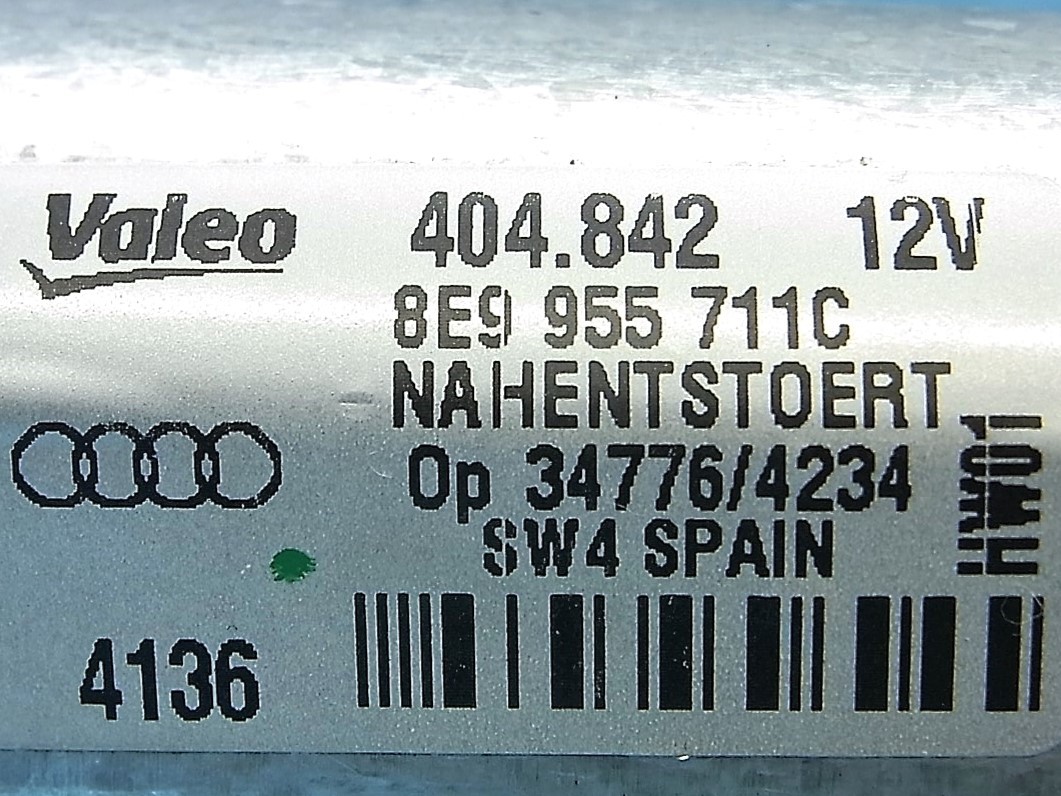 Valeo 404.842 12V
8E9 955 711C
NAHENTSTOERT
Op 34776/4234
SW4 SPAIN
HW01
4136